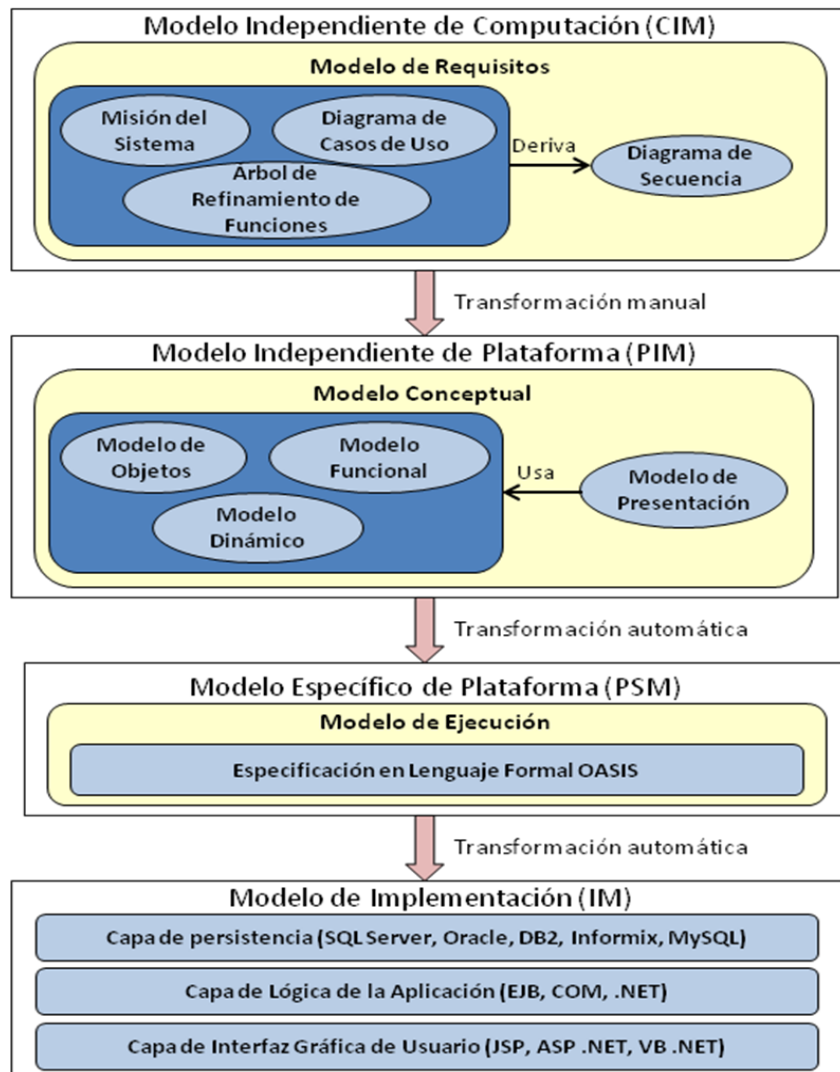 Modelo Independiente de Computación (CIM)
Modelo de Requisitos
Misión del
Sistema
Diagrama de
Casos de Uso
Árbol de
Refinamiento de
Funciones
Deriva
Diagrama de
Secuencia
Transformación manual
Modelo Independiente de Plataforma (PIM)
Modelo Conceptual
Modelo de
Objetos
Modelo
Funcional
Modelo
Dinámico
Usa
Modelo de
Presentación
Transformación automática
Modelo Específico de Plataforma (PSM)
Modelo de Ejecución
Especificación en Lenguaje Formal OASIS
Transformación automática
Modelo de Implementación (IM)
Capa de persistencia (SQL Server, Oracle, DB2, Informix, MySQL)
Capa de Lógica de la Aplicación (EJB, COM, .NET)
Capa de Interfaz Gráfica de Usuario (JSP, ASP .NET, VB .NET)